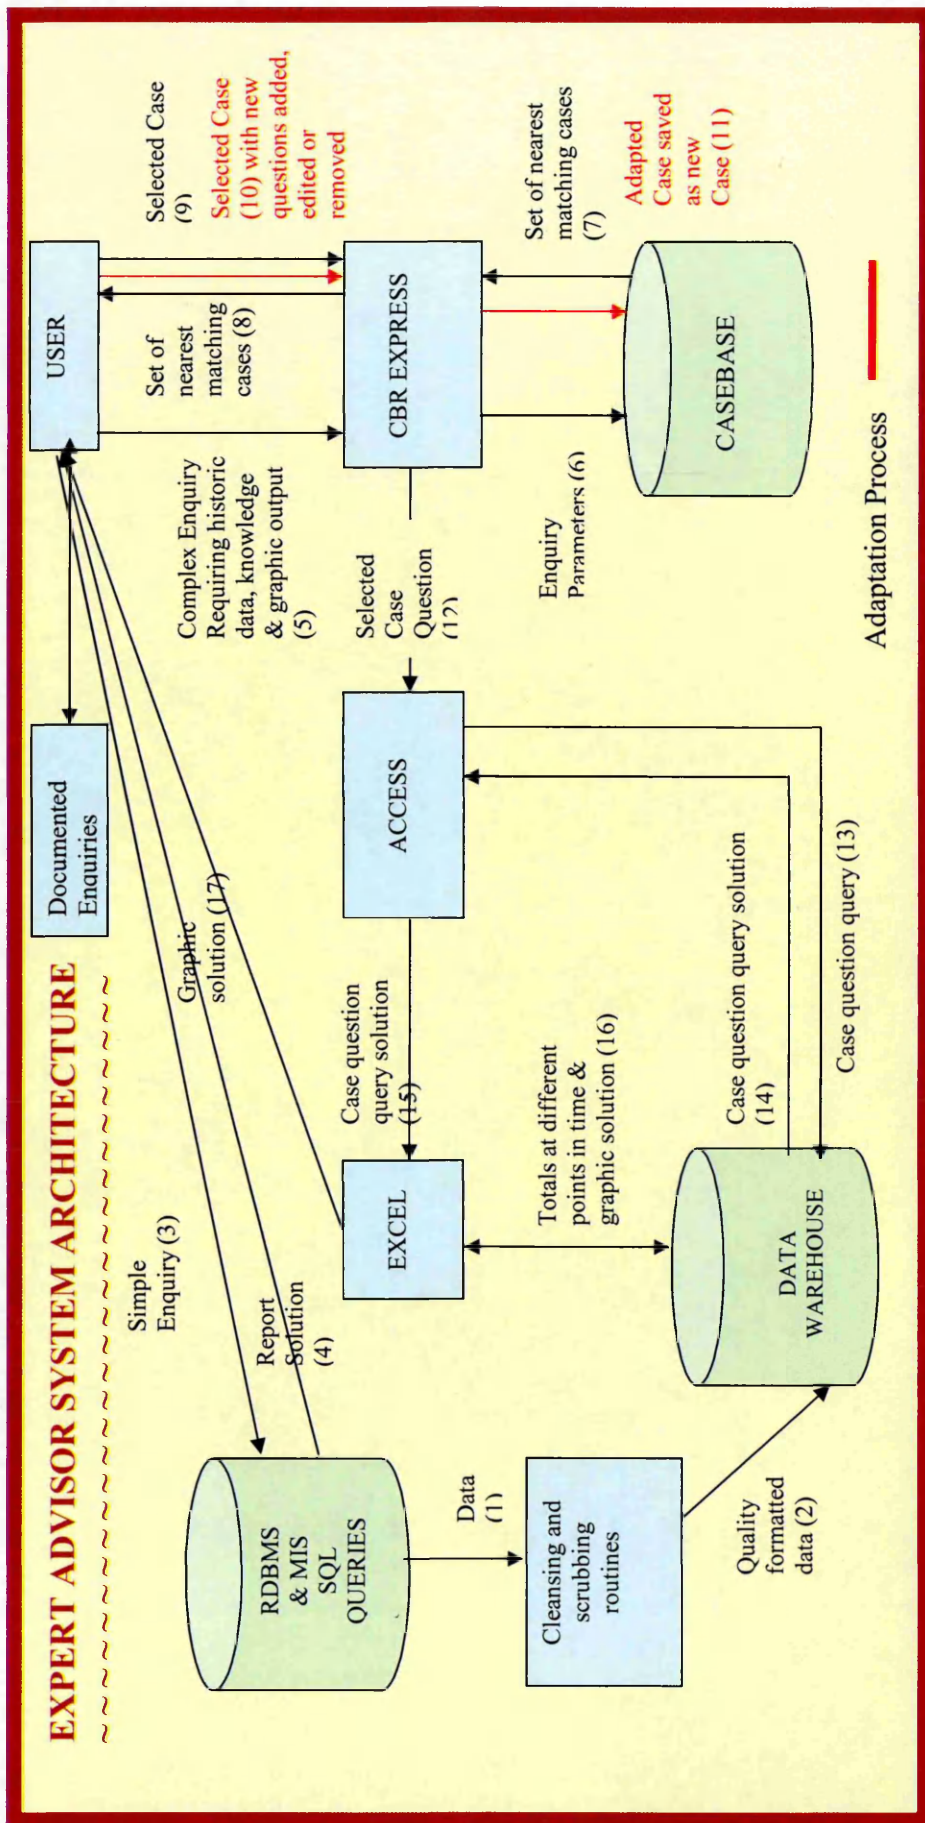 EXPERT ADVISOR SYSTEM ARCHITECTURE
Documented
Enquiries
USER
Simple
Enquiry (3)
Graphic
solution (17)
Complex Enquiry
Requiring historic
data, knowledge
& graphic output
(5)
Set of
nearest
matching
cases (8)
Selected Case
(9)
Selected Case
(10) with new
questions added,
edited or
removed
RDBMS
& MIS
SQL
QUERIES
Report
Solution
(4)
EXCEL
Case question
query solution
(15)
ACCESS
Selected
Case
Question
(12)
CBR EXPRESS
Data
(1)
Cleansing and
scrubbing
routines
Totals at different
points in time &
graphic solution (16)
Enquiry
Parameters (6)
Set of nearest
matching cases
(7)
Adapted
Case saved
as new
Case (11)
Quality
formatted
data (2)
DATA
WAREHOUSE
Case question query solution
(14)
Case question query (13)
CASEBASE
Adaptation Process